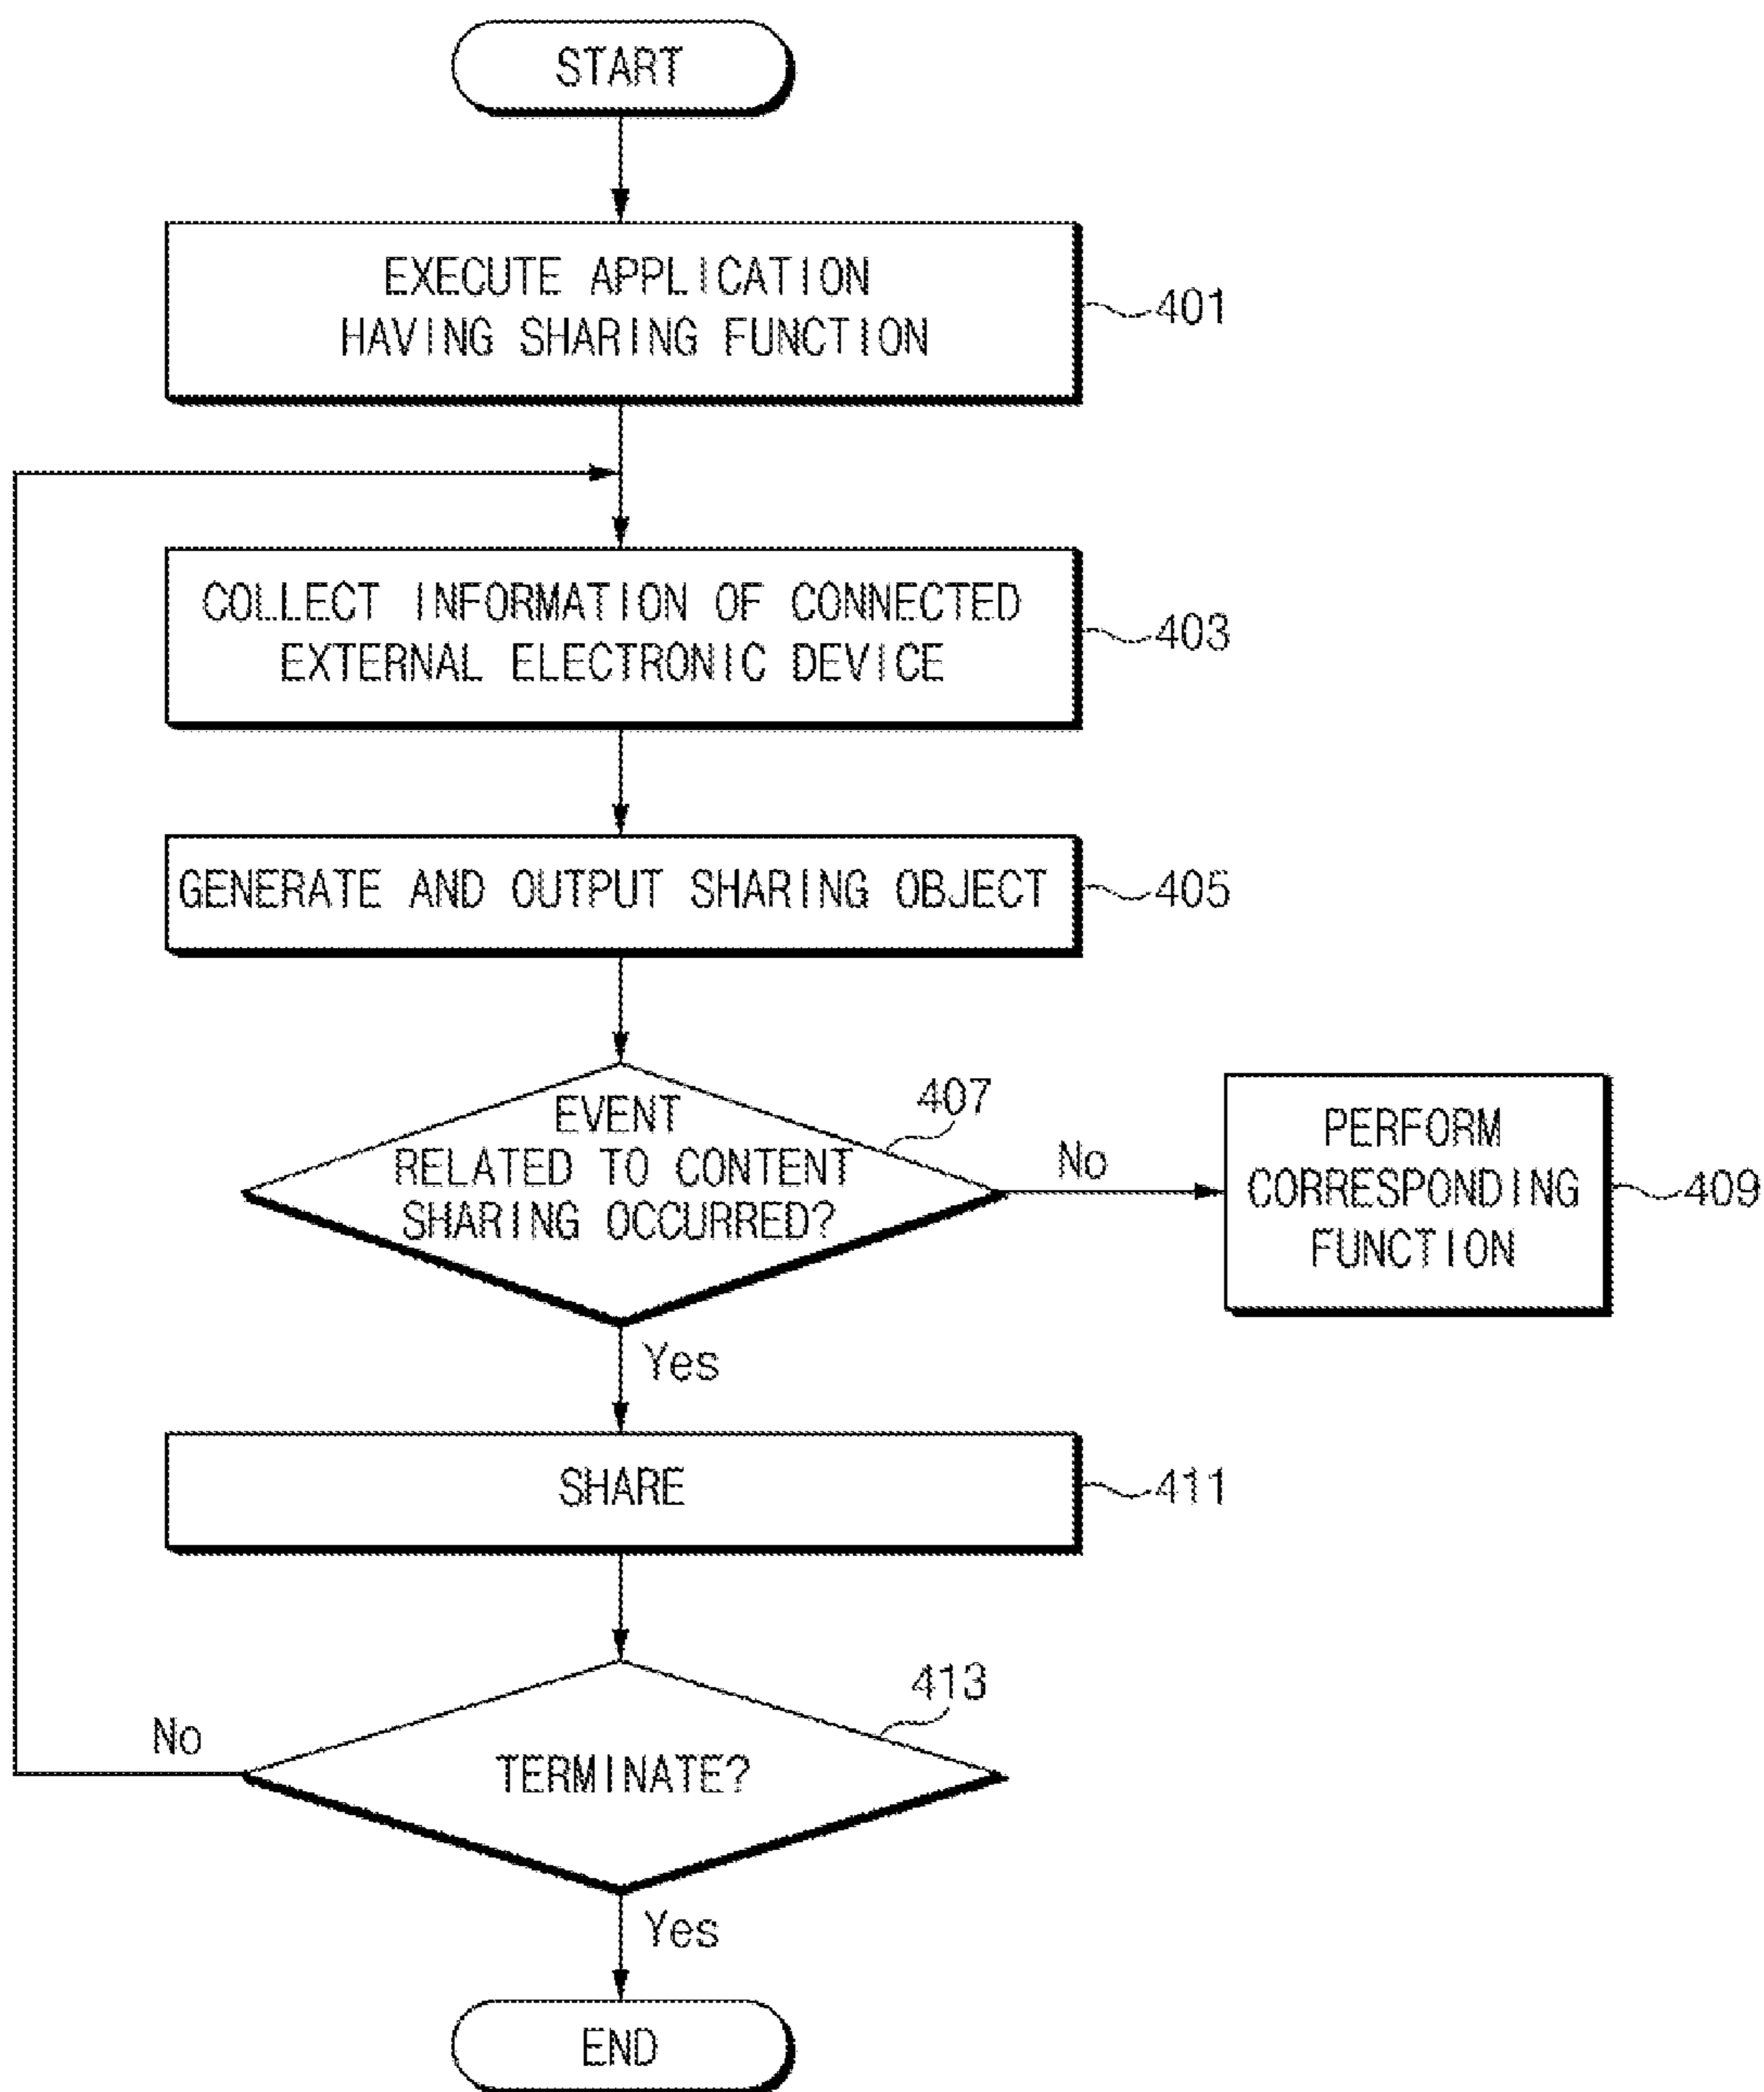 START
EXECUTE APPLICATION
HAVING SHARING FUNCTION
401
COLLECT INFORMATION OF CONNECTED
EXTERNAL ELECTRONIC DEVICE
403
GENERATE AND OUTPUT SHARING OBJECT
405
EVENT
RELATED TO CONTENT
SHARING OCCURRED?
407
No
PERFORM
CORRESPONDING
FUNCTION
409
Yes
SHARE
411
TERMINATE?
413
No
Yes
END